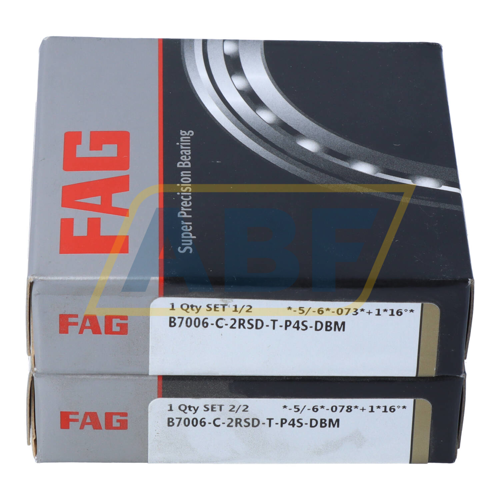 FAG
Super Precision Bearing
ABF
FAG
1 Qty SET 1/2 *-5/-6*-073*+1*16°*
B7006-C-2RSD-T-P4S-DBM
FAG
1 Qty SET 2/2 *-5/-6*-078*+1*16°*
B7006-C-2RSD-T-P4S-DBM